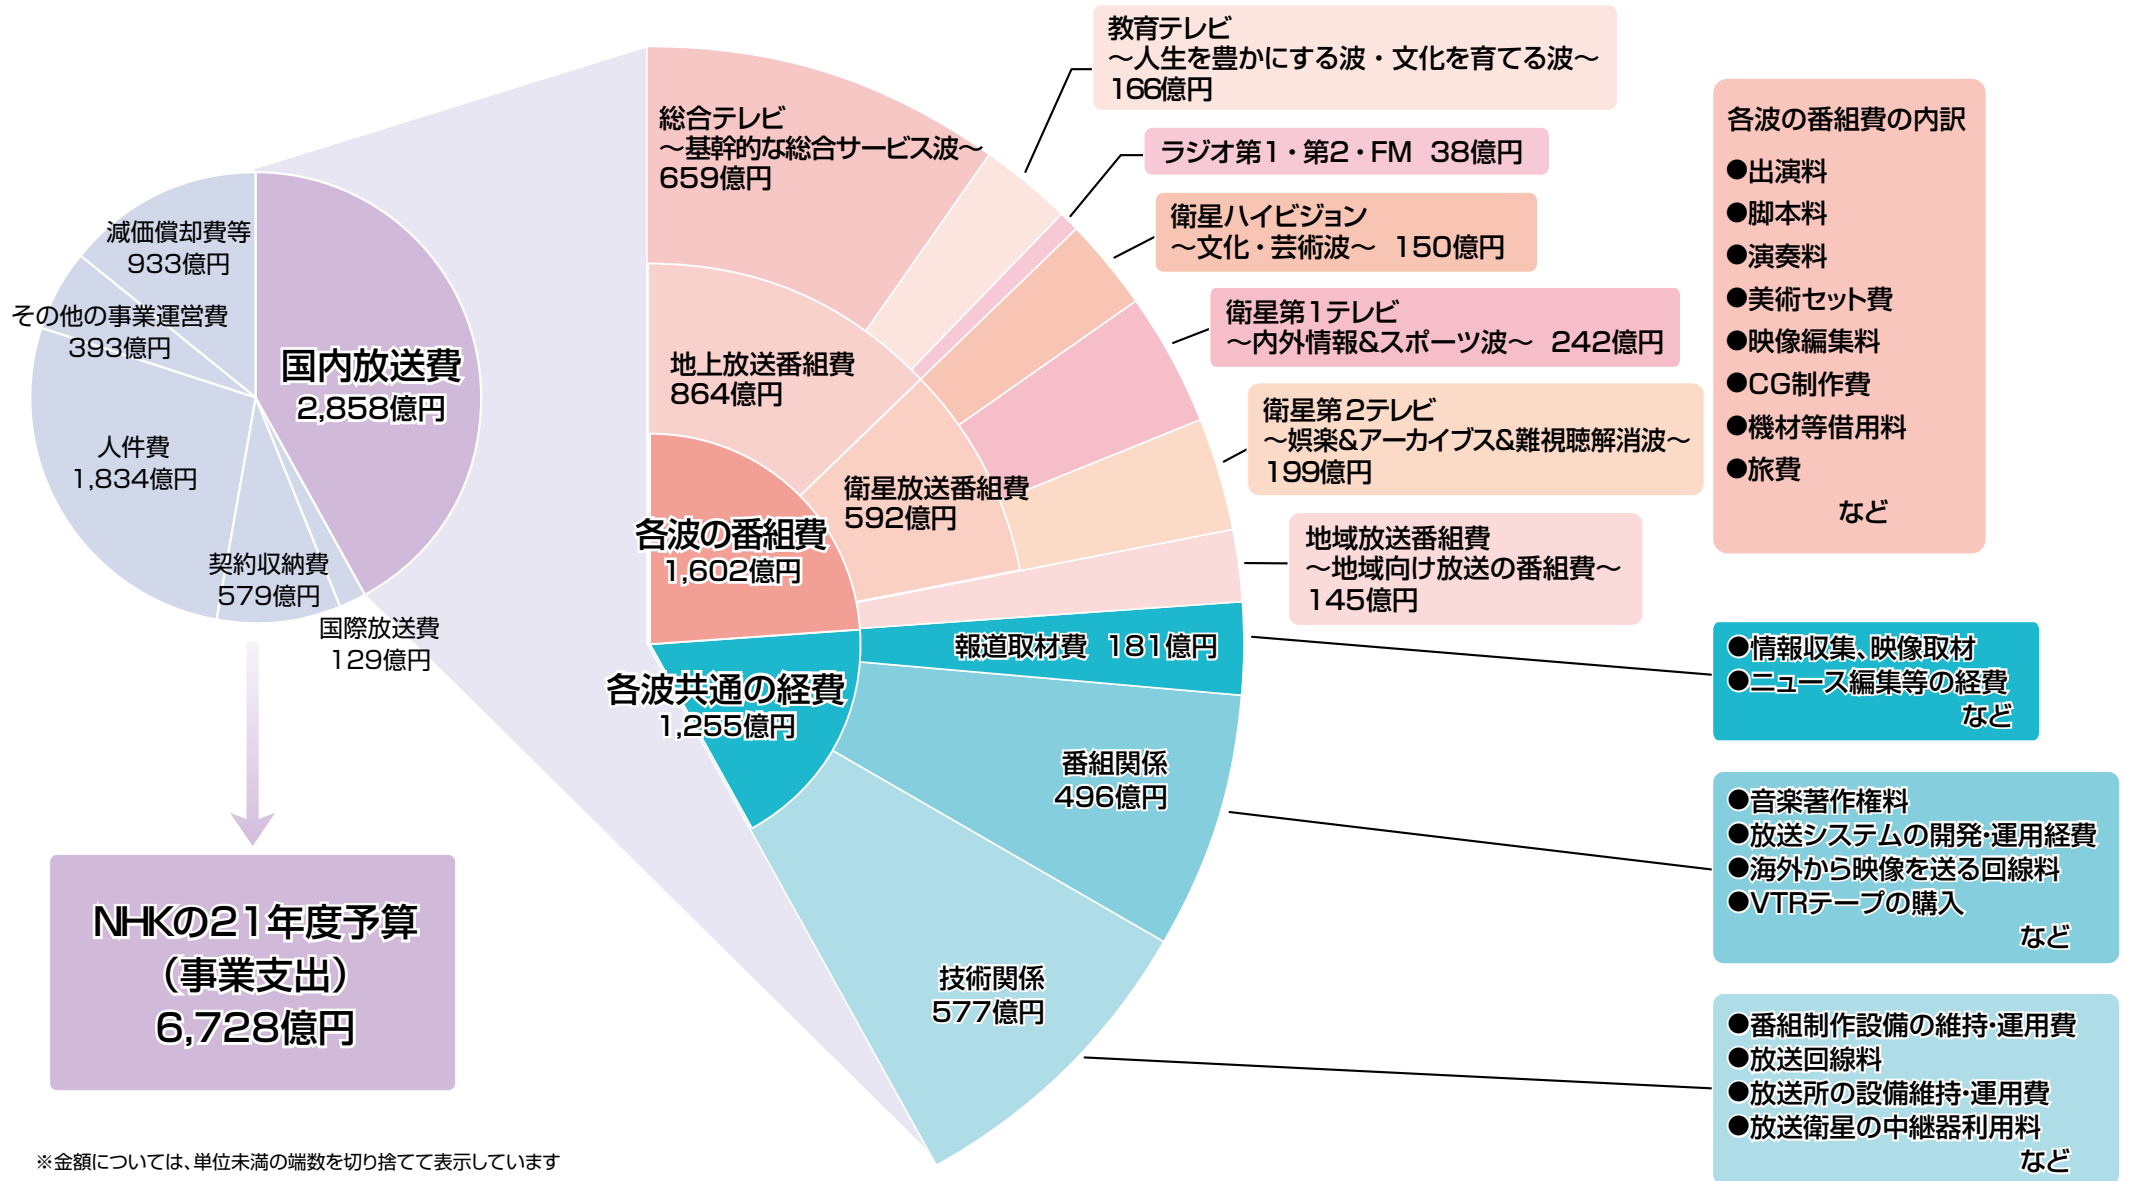 減価償却費等
933億円
その他の事業運営費
393億円
人件費
1,834億円
契約収納費
579億円
国際放送費
129億円
国内放送費
2,858億円
NHKの21年度予算
（事業支出）
6,728億円
※金額については、単位未満の端数を切り捨てて表示しています
総合テレビ
～基幹的な総合サービス波～
659億円
地上放送番組費
864億円
各波の番組費
1,602億円
衛星放送番組費
592億円
各波共通の経費
1,255億円
報道取材費 181億円
番組関係
496億円
技術関係
577億円
教育テレビ
～人生を豊かにする波・文化を育てる波～
166億円
ラジオ第1・第2・FM 38億円
衛星ハイビジョン
～文化・芸術波～ 150億円
衛星第1テレビ
～内外情報&スポーツ波～ 242億円
衛星第2テレビ
～娯楽&アーカイブス&難視聴解消波～
199億円
地域放送番組費
～地域向け放送の番組費～
145億円
各波の番組費の内訳
●出演料
●脚本料
●演奏料
●美術セット費
●映像編集料
●CG制作費
●機材等借用料
●旅費
など
●情報収集、映像取材
●ニュース編集等の経費
など
●音楽著作権料
●放送システムの開発・運用経費
●海外から映像を送る回線料
●VTRテープの購入
など
●番組制作設備の維持・運用費
●放送回線料
●放送所の設備維持・運用費
●放送衛星の中継器利用料
など